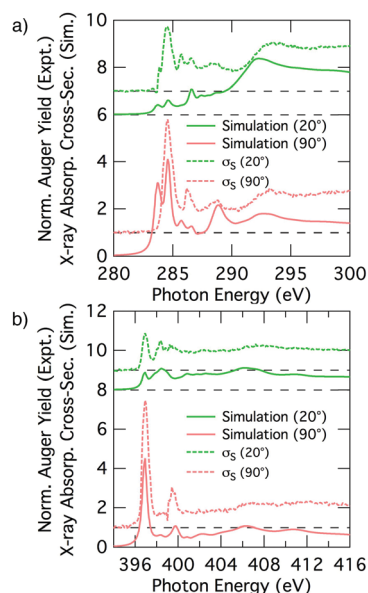 a)
Norm. Auger Yield (Expt.)
X-ray Absorp. Cross-Sec. (Sim.)
10
8
6
4
2
0
Simulation (20°)
Simulation (90°)
σS (20°)
σS (90°)
280 285 290 295 300
Photon Energy (eV)
b)
Norm. Auger Yield (Expt.)
X-ray Absorp. Cross-Sec. (Sim.)
12
10
8
6
4
2
0
Simulation (20°)
Simulation (90°)
σS (20°)
σS (90°)
396 400 404 408 412 416
Photon Energy (eV)